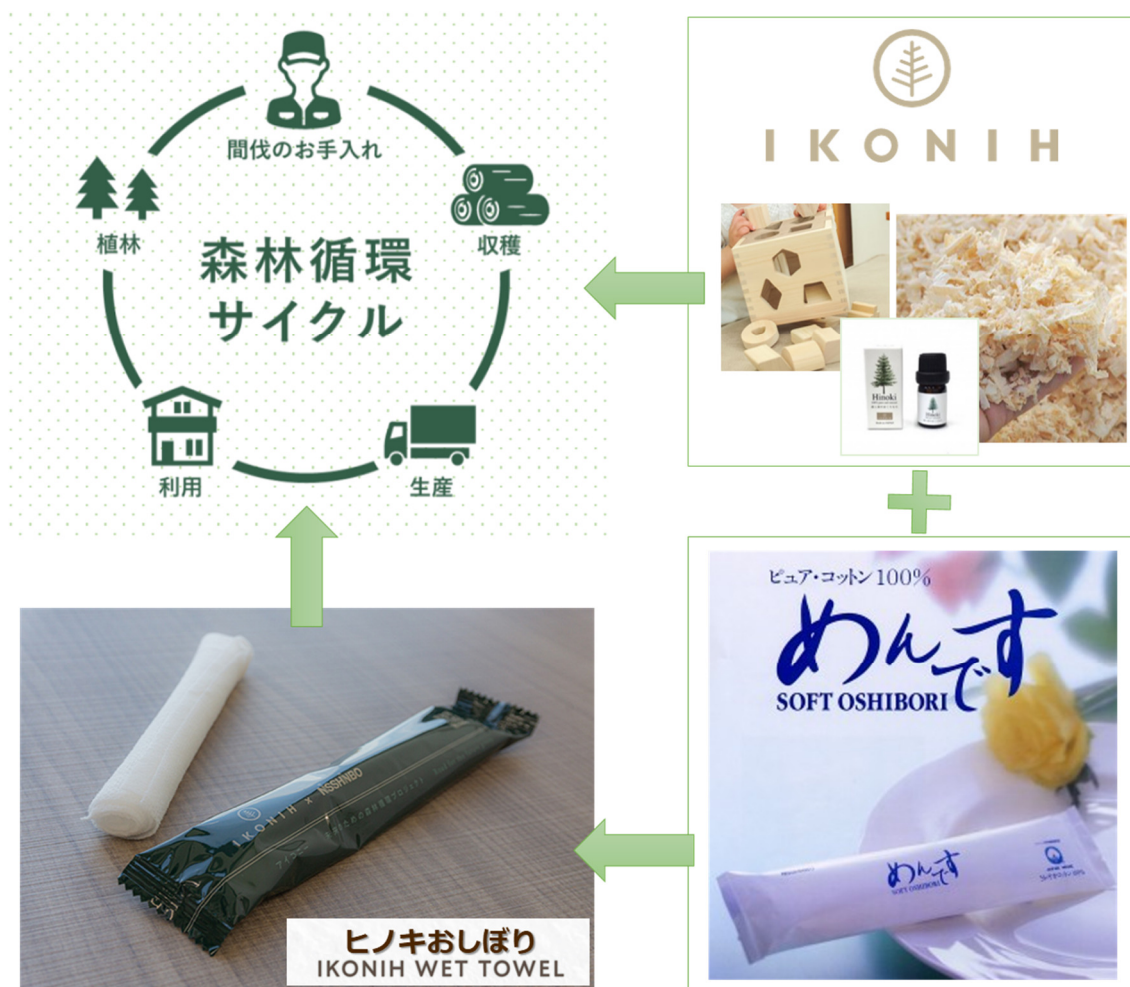 間伐のお手入れ
植林
収穫
森林循環
サイクル
利用
生産
IKONIH
Hinoki
ピュア・コットン100%
めんです
SOFT OSHIBORI
めんです
SOFT OSHIBORI
IKONIH x NSSHNBO
ヒノキおしぼり
IKONIH WET TOWEL